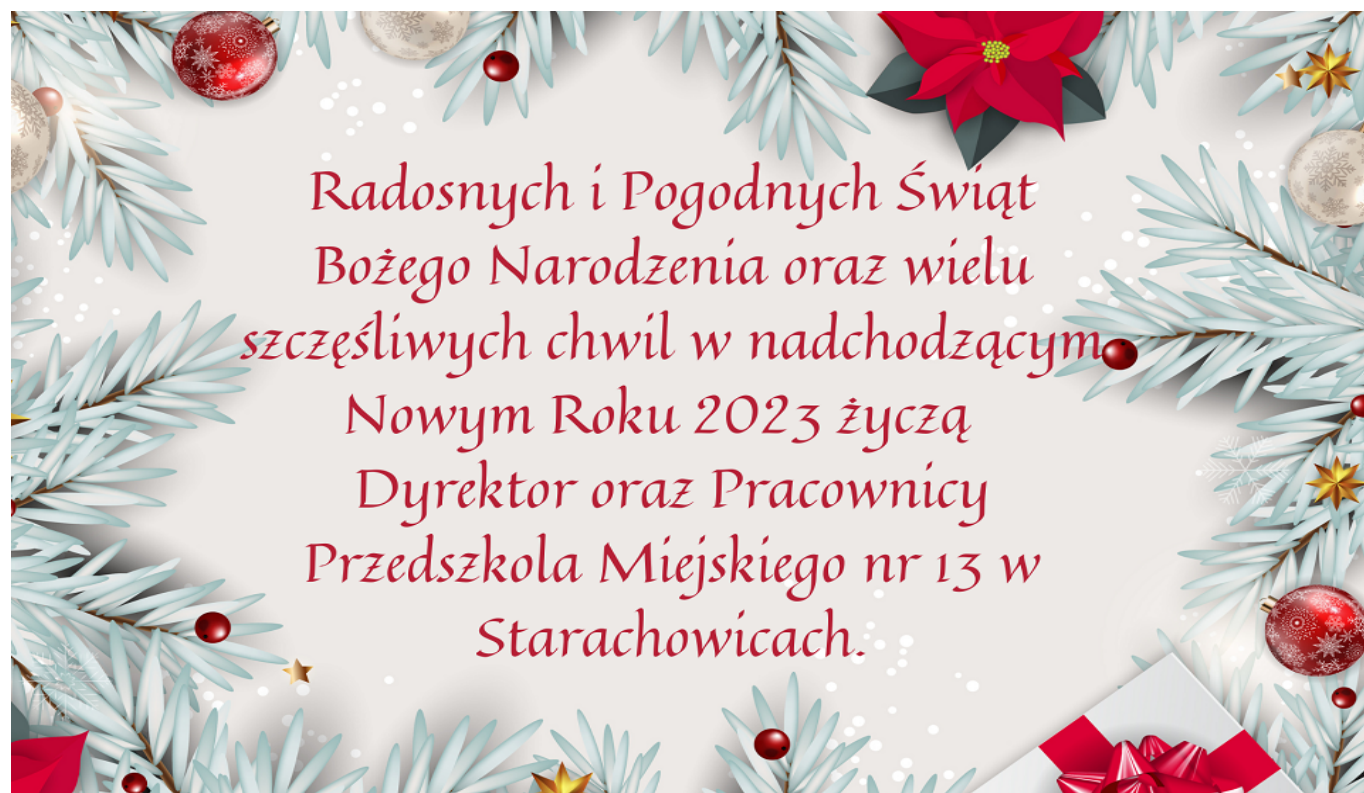 Radosnych i Pogodnych Świąt
Bożego Narodzenia oraz wielu
szczęśliwych chwil w nadchodzącym
Nowym Roku 2023 życzą
Dyrektor oraz Pracownicy
Przedszkola Miejskiego nr 13 w
Starachowicach.